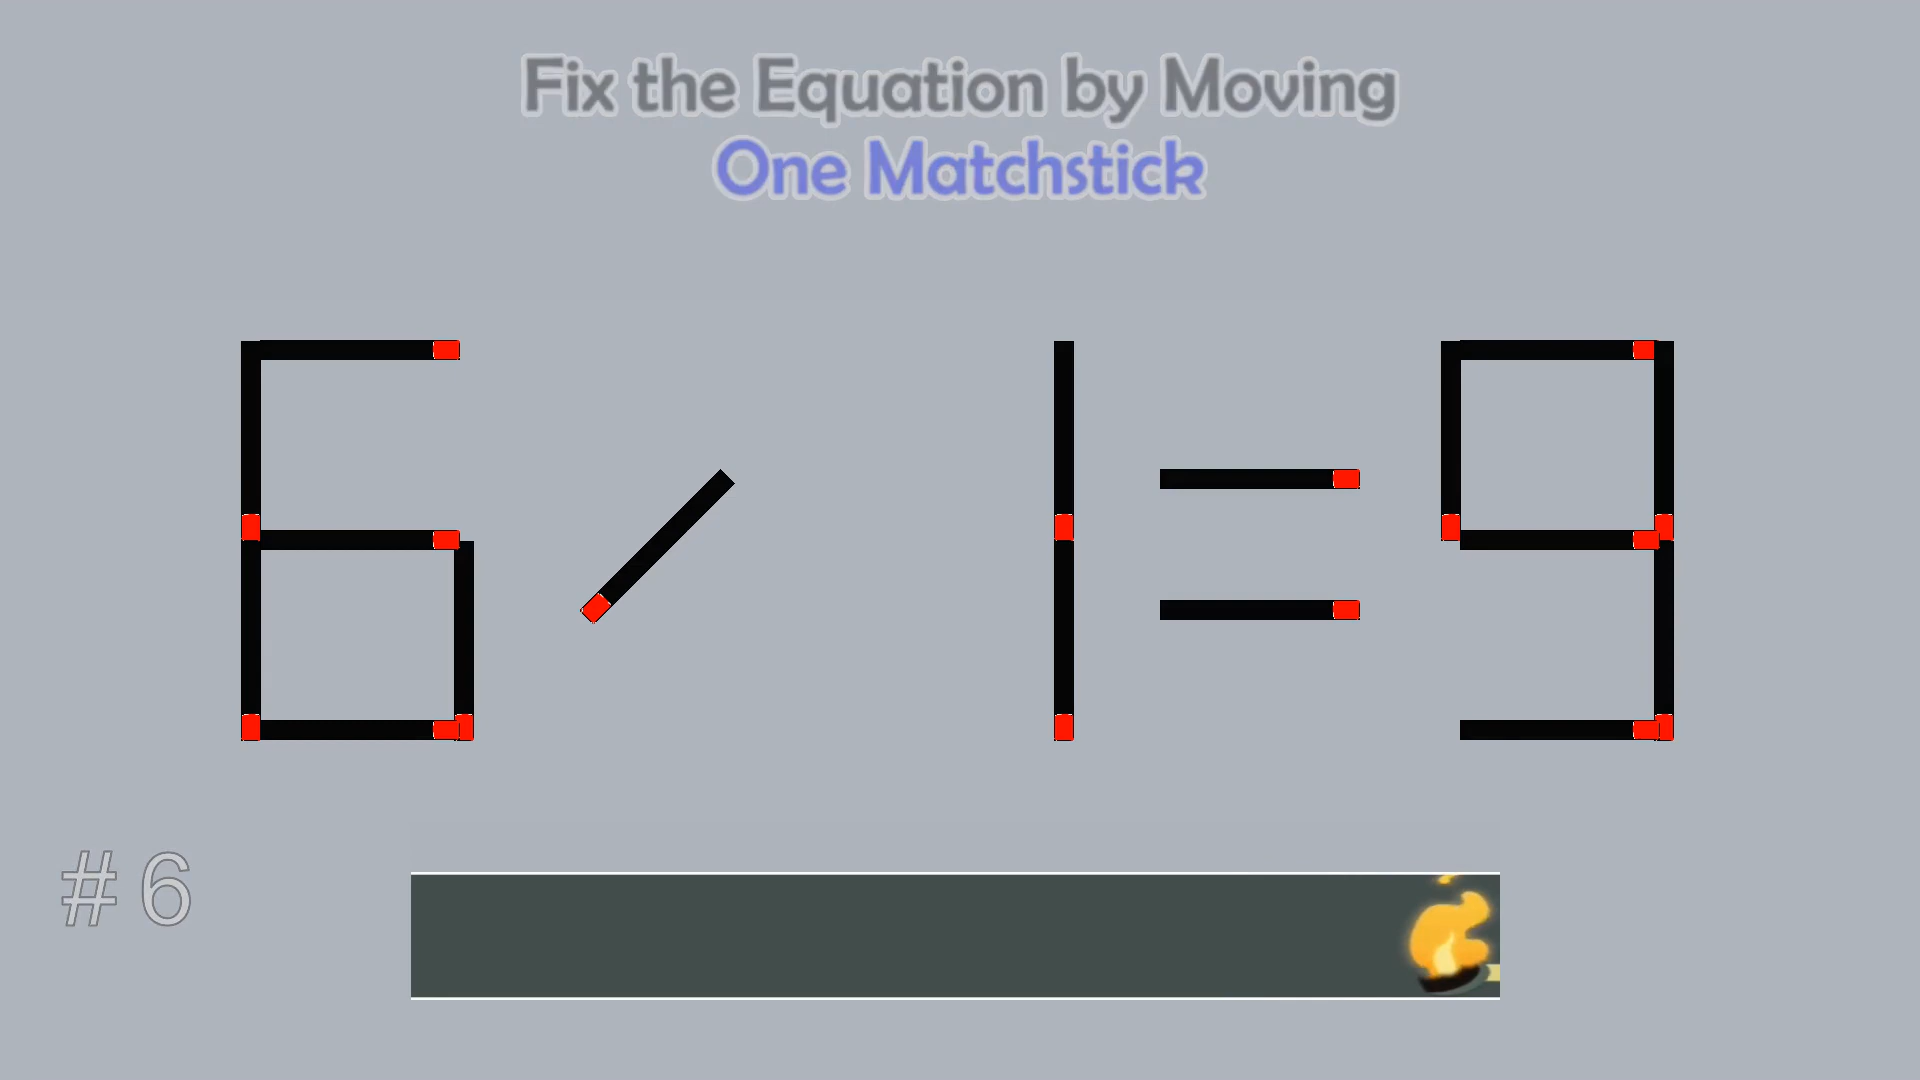 Fix the Equation by Moving
One Matchstick
6/1=9
#6